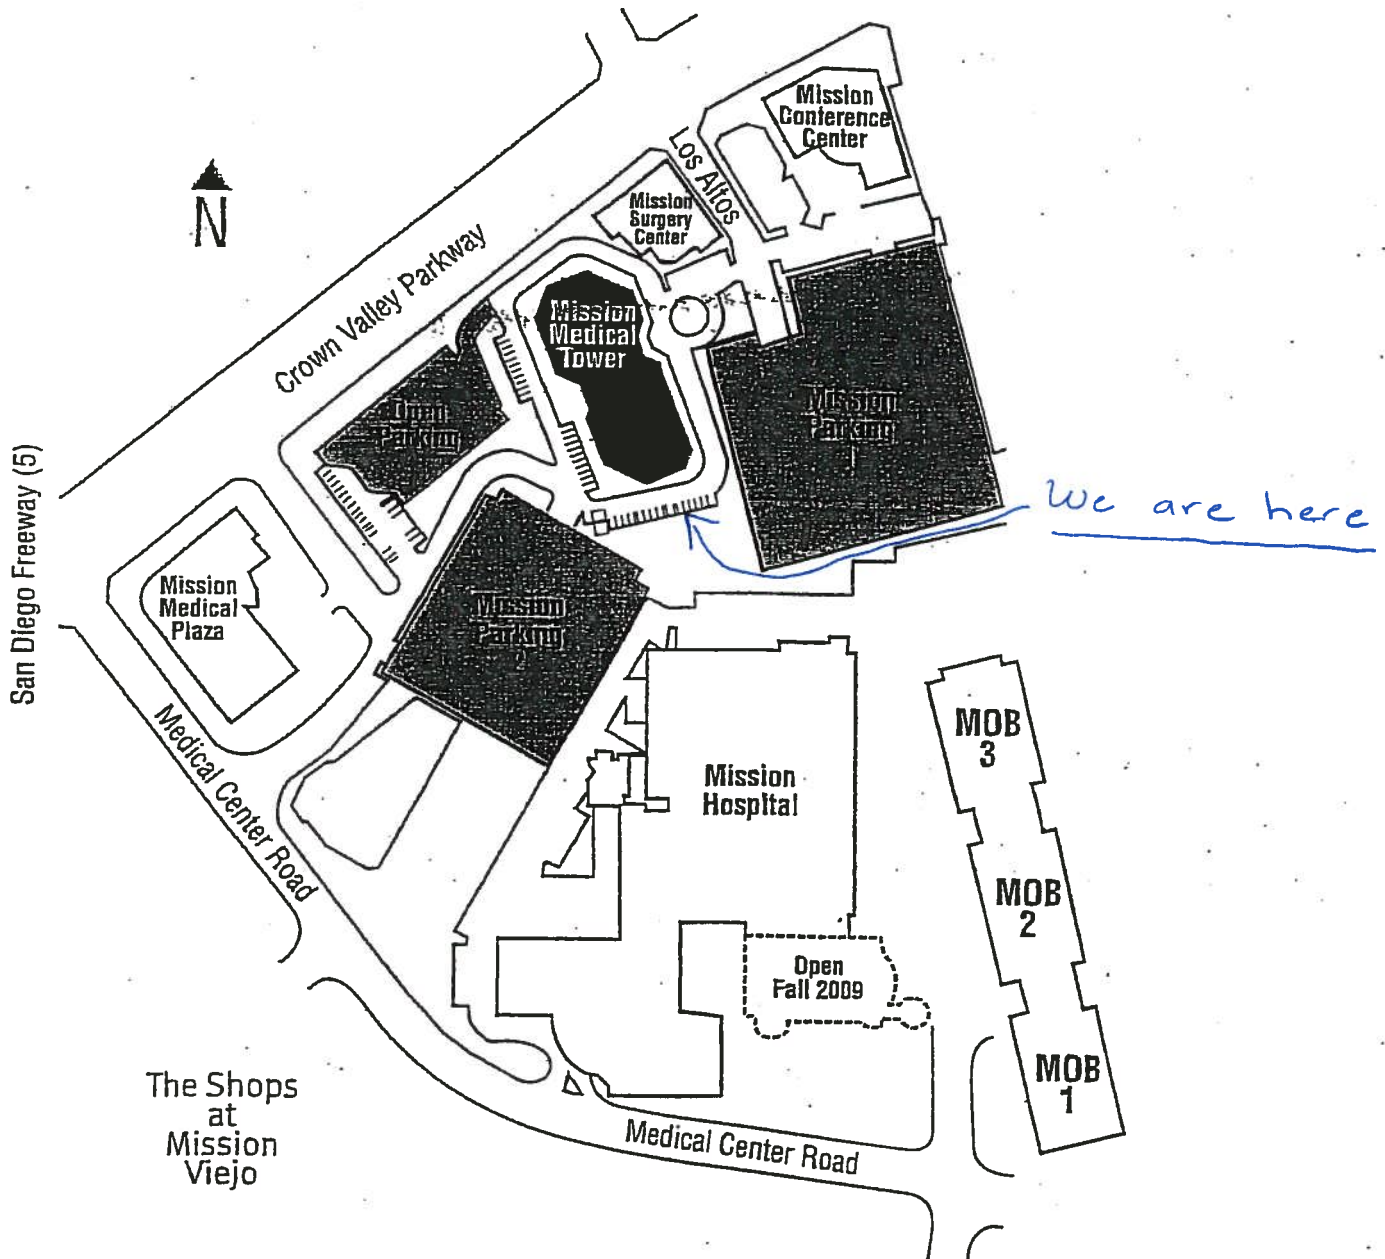 Mission
Conference
Center
Los Altos
Mission
Surgery
Center
N
Crown Valley Parkway
Mission
Medical
Tower
Open
Parking
Mission
Parking
1
San Diego Freeway (5)
We are here
Mission
Medical
Plaza
Mission
Parking
2
MOB
3
Medical Center Road
Mission
Hospital
MOB
2
Open
Fall 2009
MOB
1
The Shops
at
Mission
Viejo
Medical Center Road